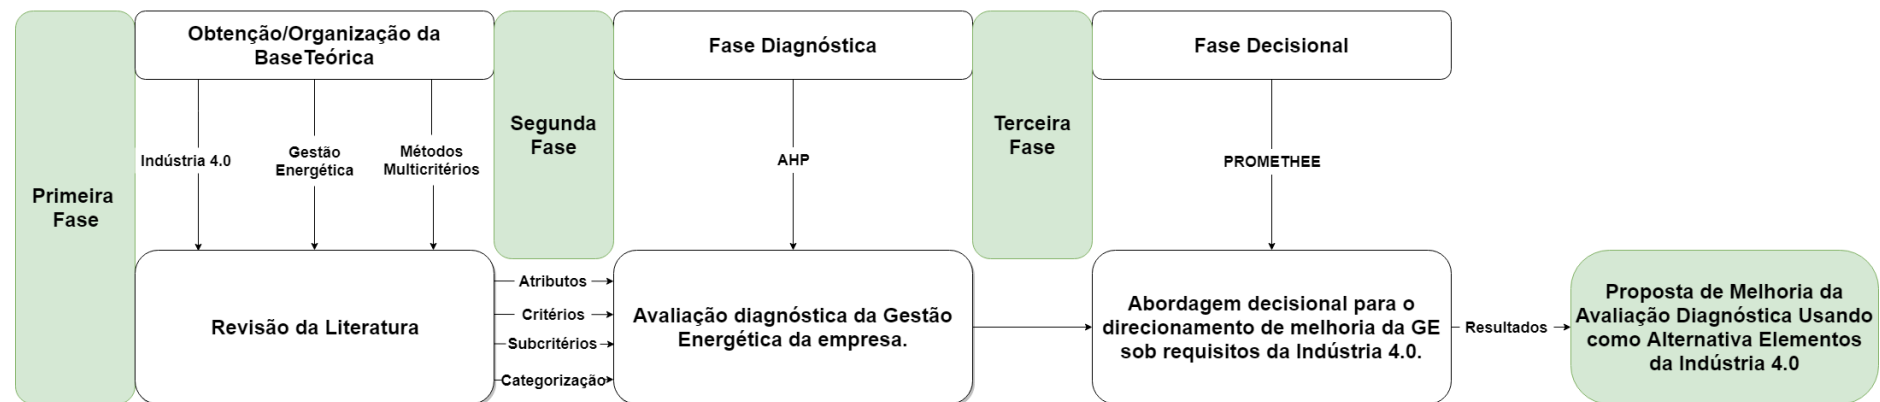 Primeira
Fase
Obtenção/Organização da
BaseTeórica
Indústria 4.0
Gestão
Energética
Métodos
Multicritérios
Revisão da Literatura
Segunda
Fase
Atributos
Critérios
Subcritérios
Categorização
Fase Diagnóstica
AHP
Avaliação diagnóstica da Gestão
Energética da empresa.
Terceira
Fase
Fase Decisional
PROMETHEE
Abordagem decisional para o
direcionamento de melhoria da GE
sob requisitos da Indústria 4.0.
Resultados
Proposta de Melhoria da
Avaliação Diagnóstica Usando
como Alternativa Elementos
da Indústria 4.0